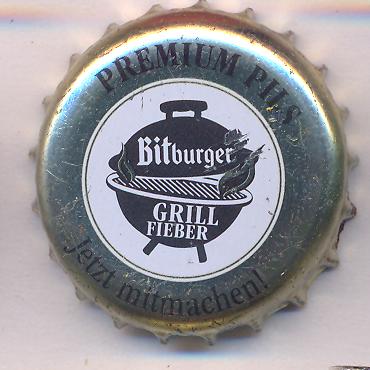 PREMIUM PILS
Bitburger
GRILL
FIEBER
Jetzt mitmachen!